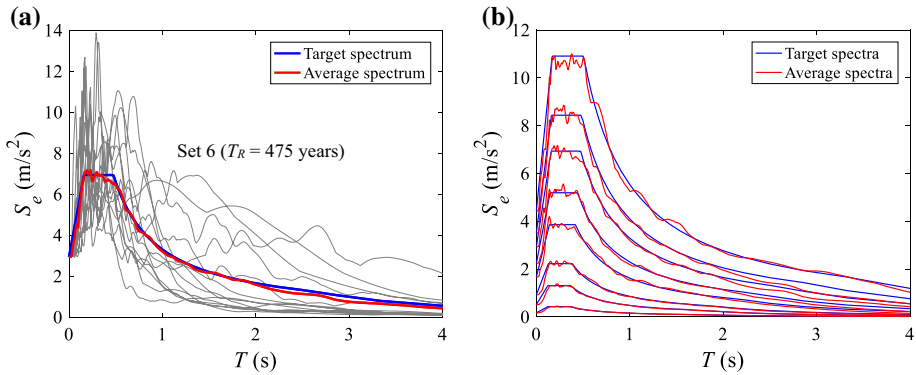 (a)
14
12
10
8
6
4
2
0
S_e (m/s²)
Target spectrum
Average spectrum
Set 6 (T_R = 475 years)
0 1 2 3 4
T (s)
(b)
12
10
8
6
4
2
0
S_e (m/s²)
Target spectra
Average spectra
0 1 2 3 4
T (s)